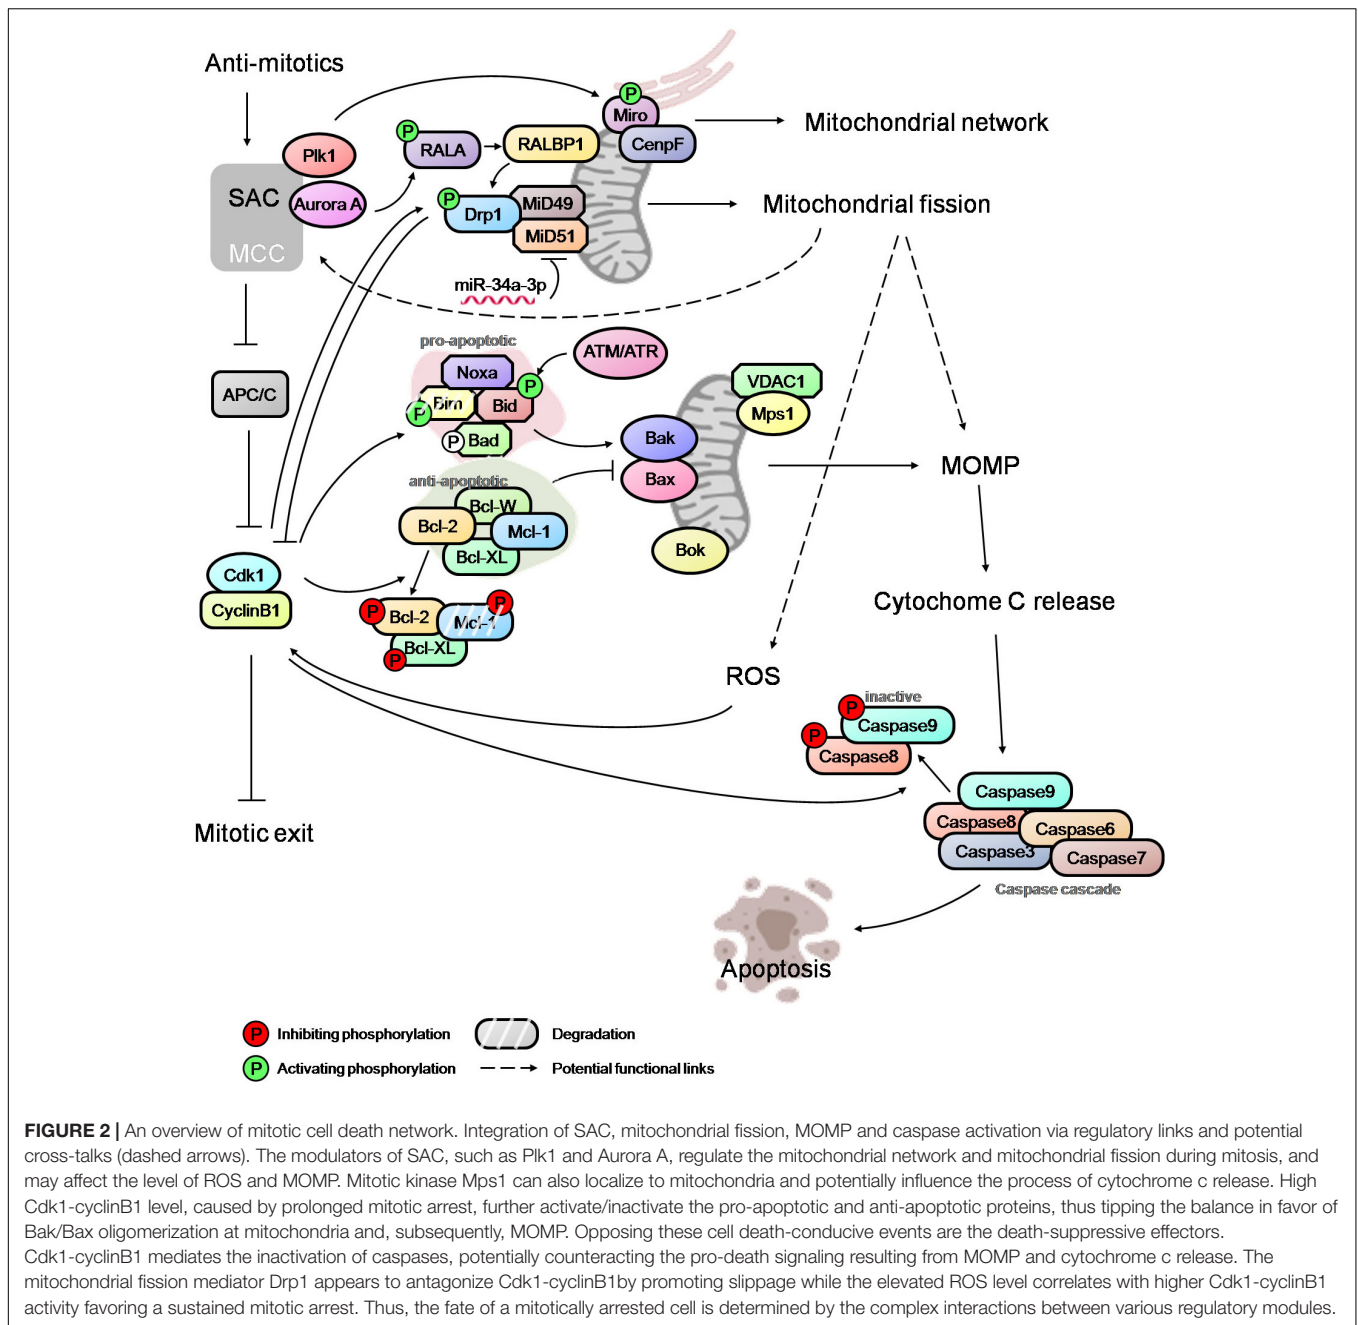 Anti-mitotics
P
Miro
CenpF
Mitochondrial network
Plk1
P
RALA
RALBP1
SAC
Aurora A
MCC
P
Drp1
MiD49
MiD51
Mitochondrial fission
miR-34a-3p
pro-apoptotic
ATM/ATR
Noxa
P
Bim
P
Bid
P
Bad
APC/C
VDAC1
Mps1
Bak
Bax
MOMP
anti-apoptotic
Bcl-W
Bcl-2
Mcl-1
Bcl-XL
Bok
Cdk1
CyclinB1
P
Bcl-2
P
Mcl-1
Bcl-XL
P
Cytochome C release
ROS
inactive
P
Caspase9
P
Caspase8
Caspase9
Caspase8
Caspase6
Caspase3
Caspase7
Caspase cascade
Mitotic exit
Apoptosis
P Inhibiting phosphorylation
Degradation
P Activating phosphorylation
Potential functional links
FIGURE 2 | An overview of mitotic cell death network. Integration of SAC, mitochondrial fission, MOMP and caspase activation via regulatory links and potential
cross-talks (dashed arrows). The modulators of SAC, such as Plk1 and Aurora A, regulate the mitochondrial network and mitochondrial fission during mitosis, and
may affect the level of ROS and MOMP. Mitotic kinase Mps1 can also localize to mitochondria and potentially influence the process of cytochrome c release. High
Cdk1-cyclinB1 level, caused by prolonged mitotic arrest, further activate/inactivate the pro-apoptotic and anti-apoptotic proteins, thus tipping the balance in favor of
Bak/Bax oligomerization at mitochondria and, subsequently, MOMP. Opposing these cell death-conducive events are the death-suppressive effectors.
Cdk1-cyclinB1 mediates the inactivation of caspases, potentially counteracting the pro-death signaling resulting from MOMP and cytochrome c release. The
mitochondrial fission mediator Drp1 appears to antagonize Cdk1-cyclinB1by promoting slippage while the elevated ROS level correlates with higher Cdk1-cyclinB1
activity favoring a sustained mitotic arrest. Thus, the fate of a mitotically arrested cell is determined by the complex interactions between various regulatory modules.